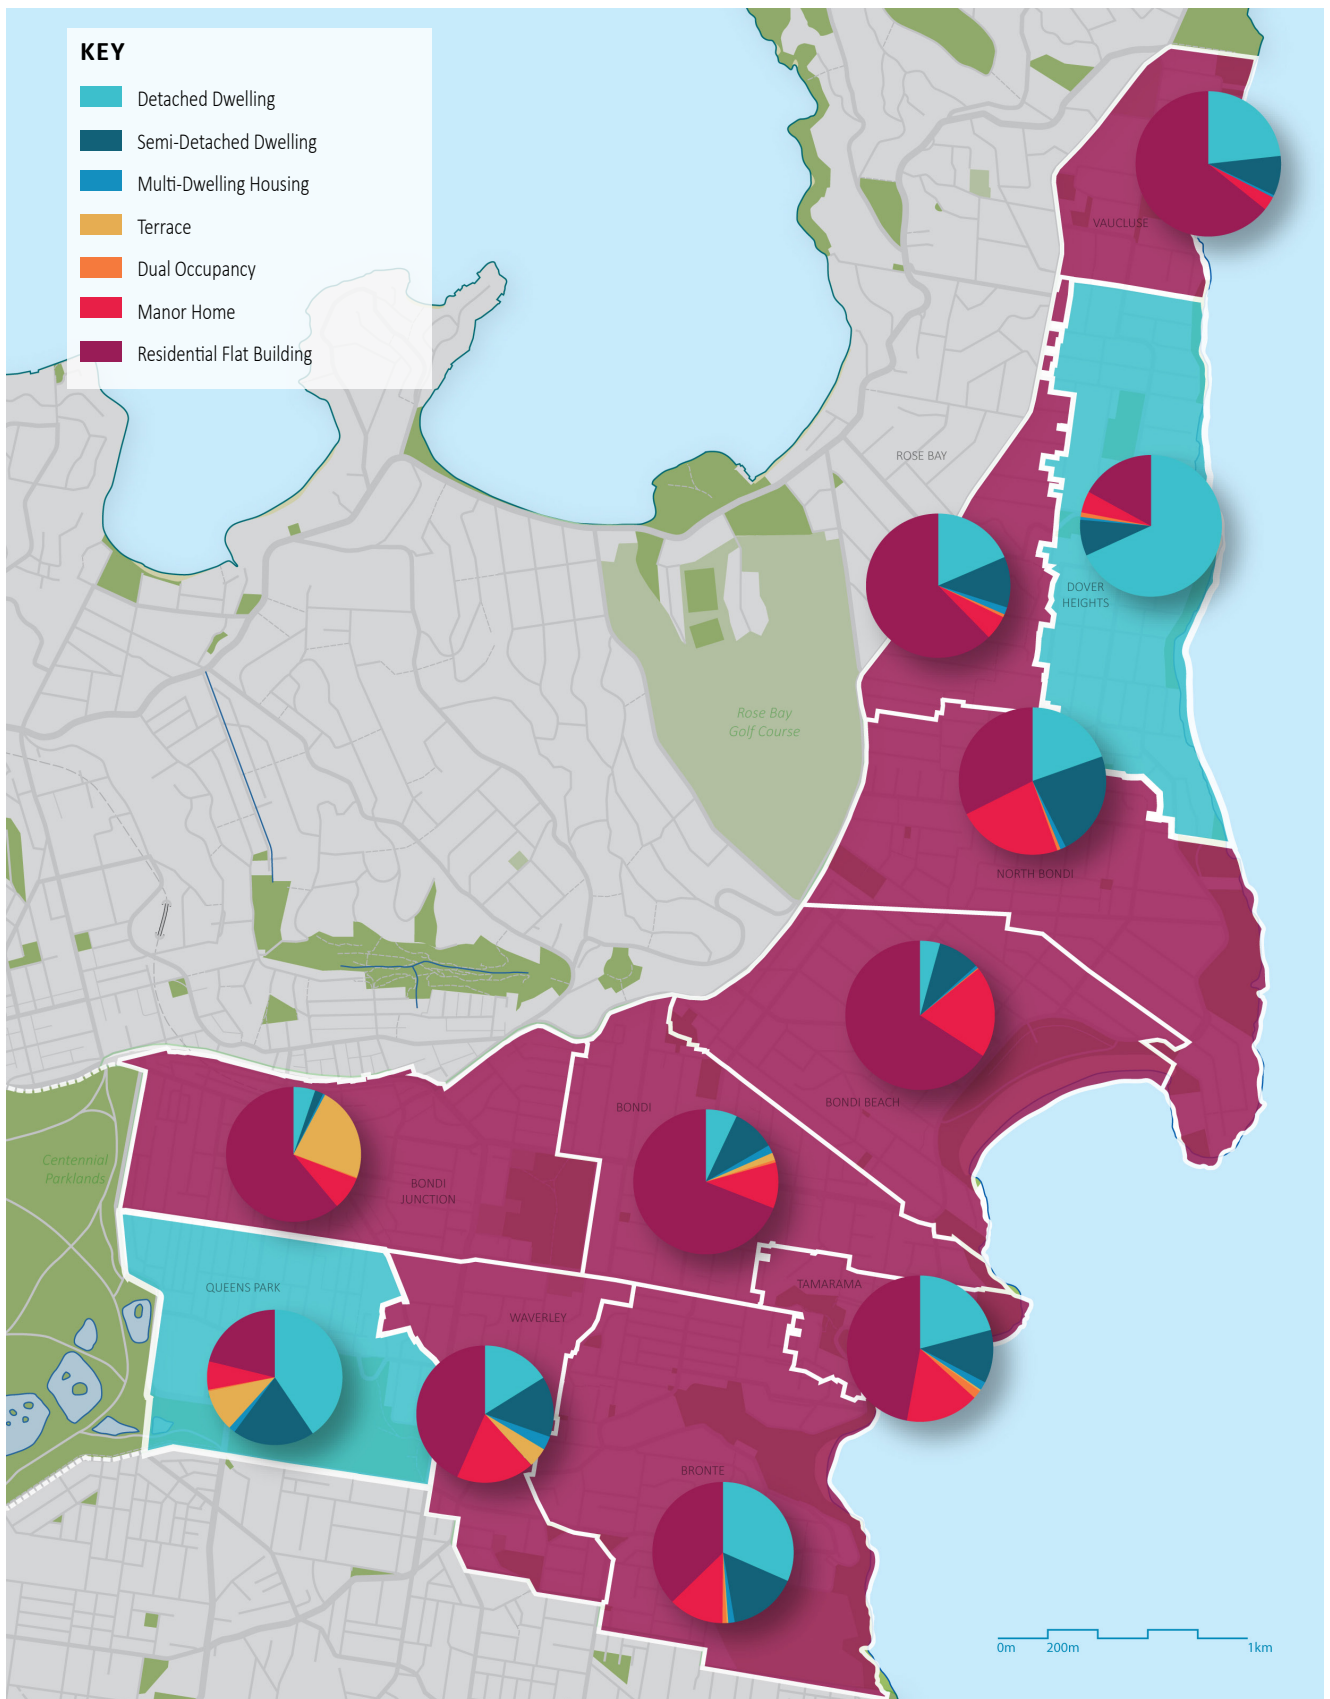 KEY
Detached Dwelling
Semi-Detached Dwelling
Multi-Dwelling Housing
Terrace
Dual Occupancy
Manor Home
Residential Flat Building
VAUCLUSE
ROSE BAY
DOVER
HEIGHTS
Rose Bay
Golf Course
NORTH BONDI
BONDI BEACH
BONDI
Centennial
Parklands
BONDI
JUNCTION
QUEENS PARK
TAMARAMA
WAVERLEY
BRONTE
0m
200m
1km